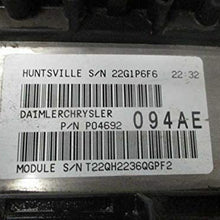 HUNTSVILLE S/N 22G1P6F6 22:32
DAIMLERCHRYSLER
P/N P04692 094AE
MODULE S/N T22QH2236QGPF2